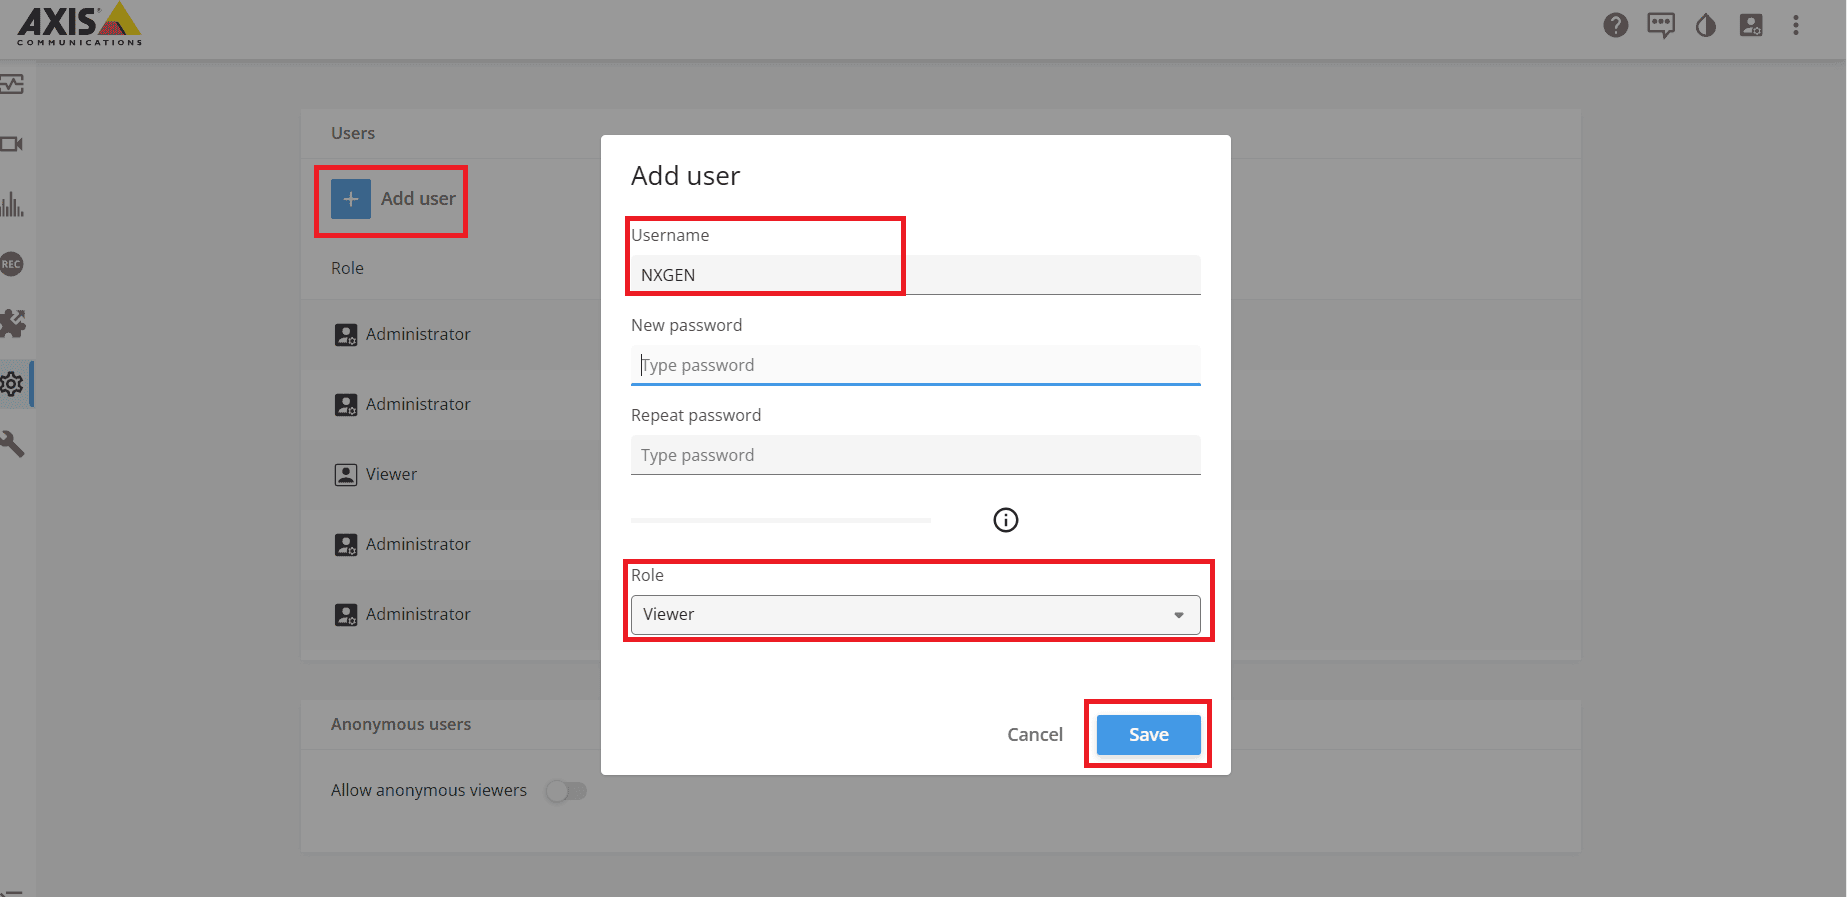 AXIS
COMMUNICATIONS
Users
Add user
Role
Administrator
Administrator
Viewer
Administrator
Administrator
Anonymous users
Allow anonymous viewers
REC
Add user
Username
NXGEN
New password
Type password
Repeat password
Type password
Role
Viewer
Cancel
Save